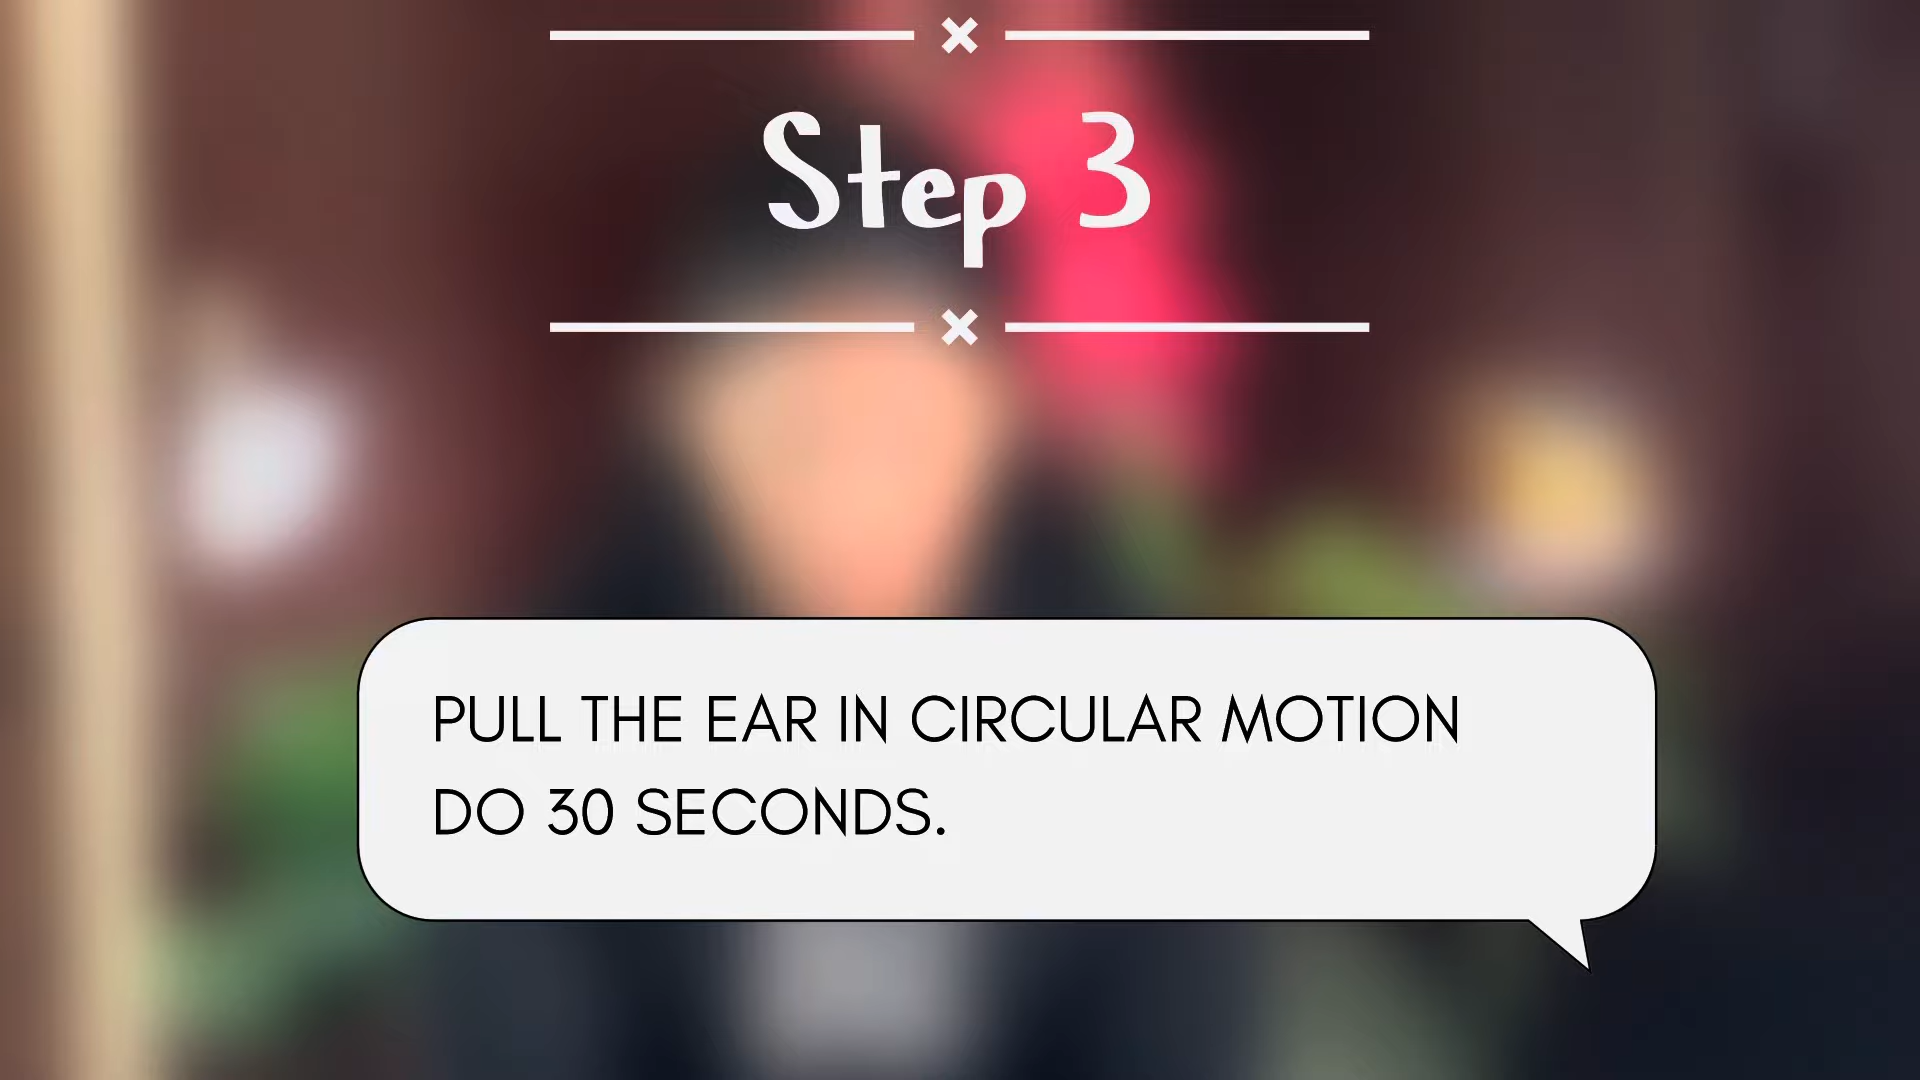 Step 3
PULL THE EAR IN CIRCULAR MOTION
DO 30 SECONDS.